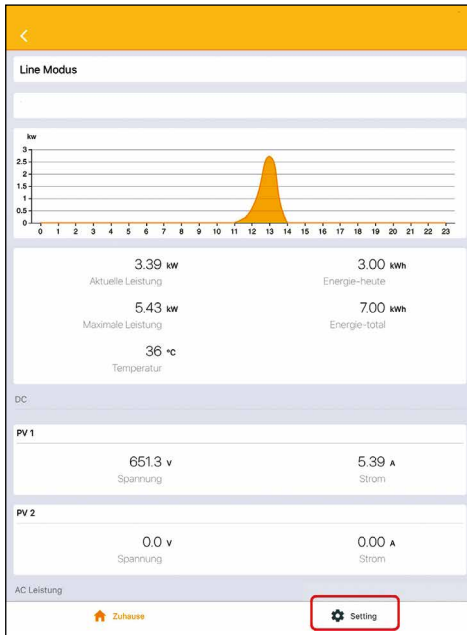 Line Modus
kw
3
2.5
2
1.5
1
0.5
0
0 1 2 3 4 5 6 7 8 9 10 11 12 13 14 15 16 17 18 19 20 21 22 23
3.39 kW 3.00 kWh
Aktuelle Leistung Energie-heute
5.43 kW 7.00 kWh
Maximale Leistung Energie-total
36 °C
Temperatur
DC
PV 1
651.3 V 5.39 A
Spannung Strom
PV 2
0.0 V 0.00 A
Spannung Strom
AC Leistung
Zuhause Setting